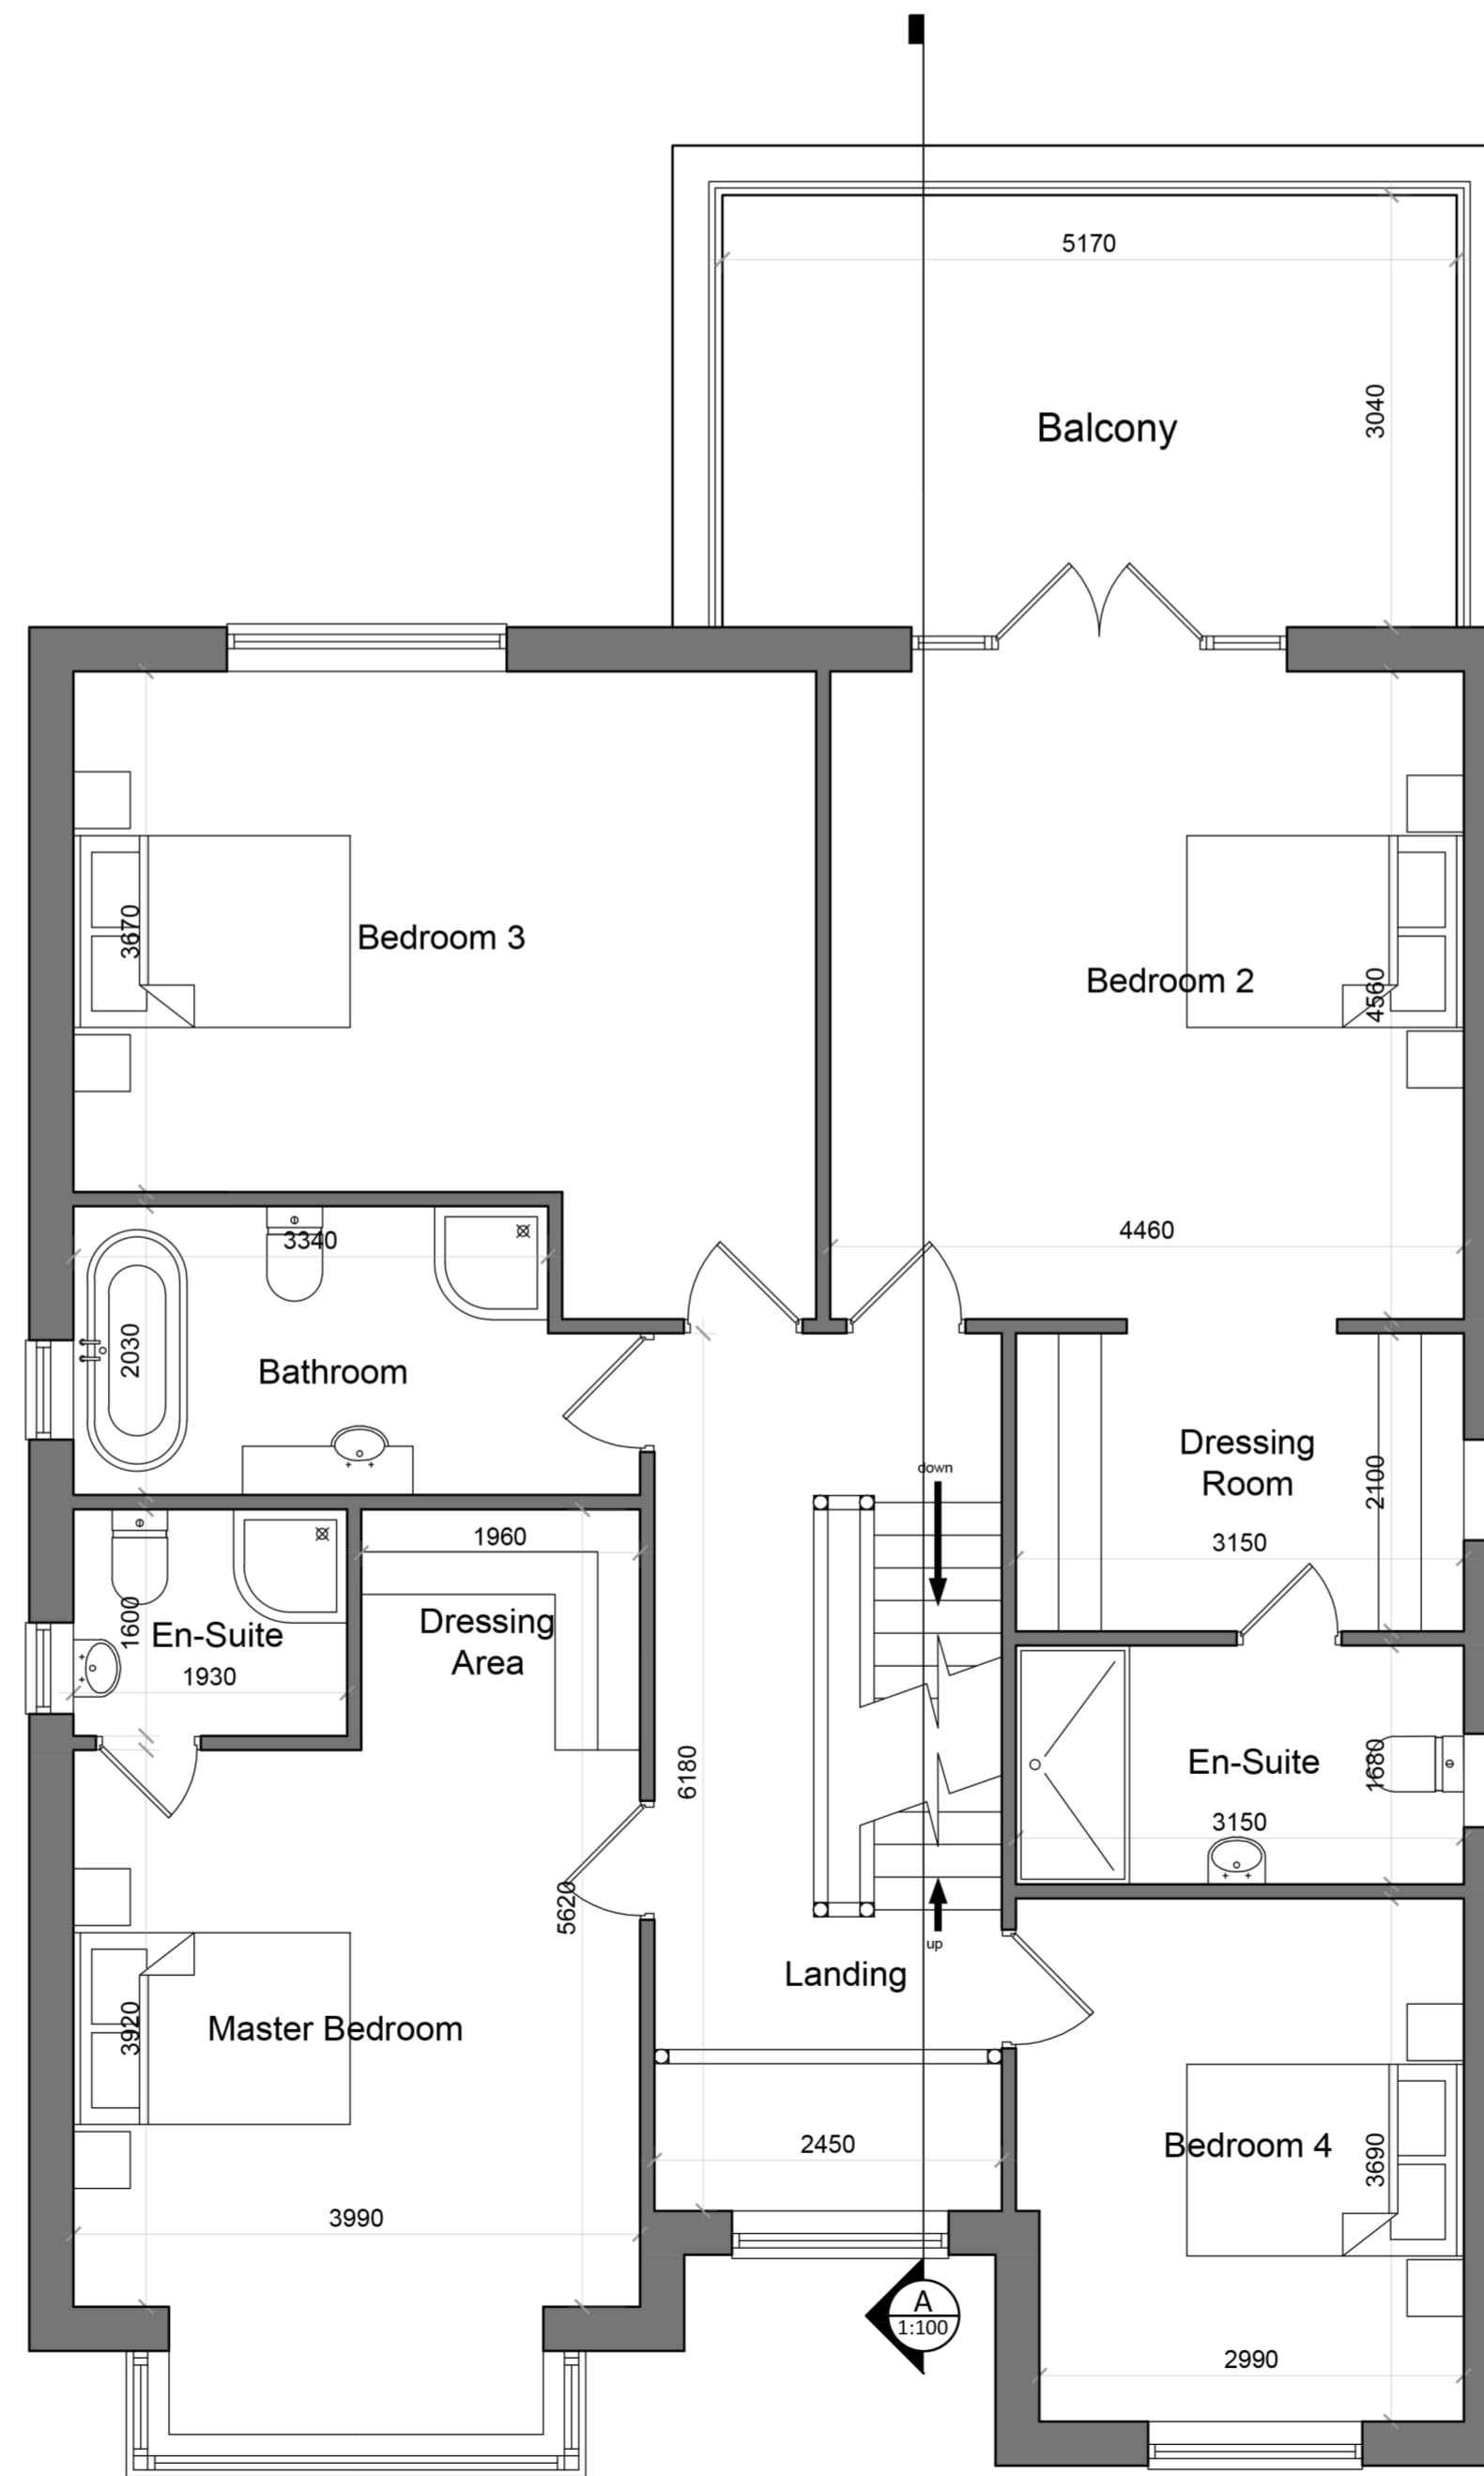 5170
3040
Balcony
3670
Bedroom 3
Bedroom 2
4560
4460
3340
2030
Bathroom
down
Dressing
Room
2100
3150
1960
1600
En-Suite
1930
Dressing
Area
6180
En-Suite
1680
3150
5620
up
Landing
3920
Master Bedroom
2450
Bedroom 4
3690
3990
A
1:100
2990